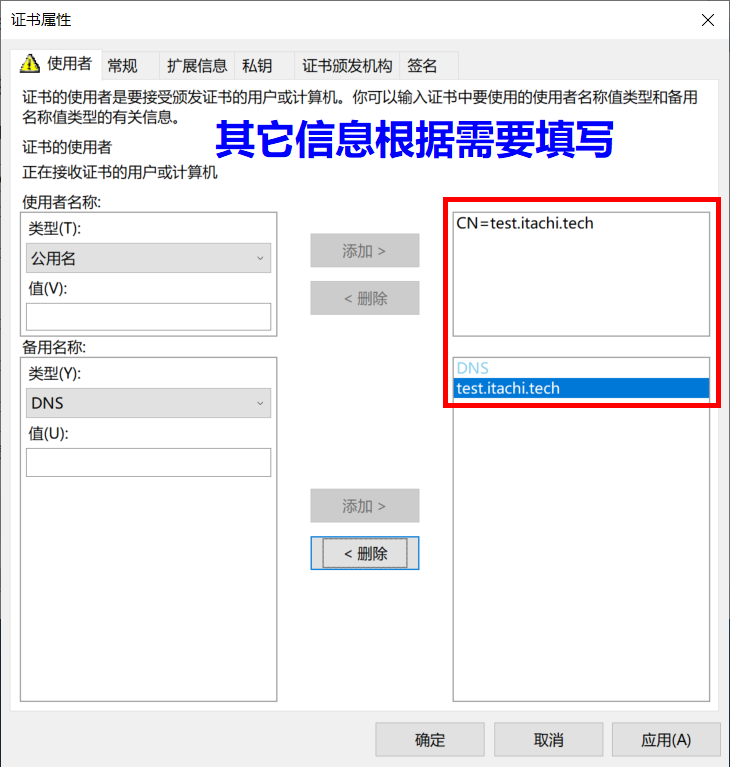 证书属性
使用者 常规 扩展信息 私钥 证书颁发机构 签名
证书的使用者是要接受颁发证书的用户或计算机。你可以输入证书中要使用的使用者名称值类型和备用
名称值类型的有关信息。
其它信息根据需要填写
证书的使用者
正在接收证书的用户或计算机
使用者名称:
类型(T):
公用名
值(V):
添加 >
< 删除
CN=test.itachi.tech
备用名称:
类型(Y):
DNS
值(U):
添加 >
< 删除
DNS
test.itachi.tech
确定 取消 应用(A)